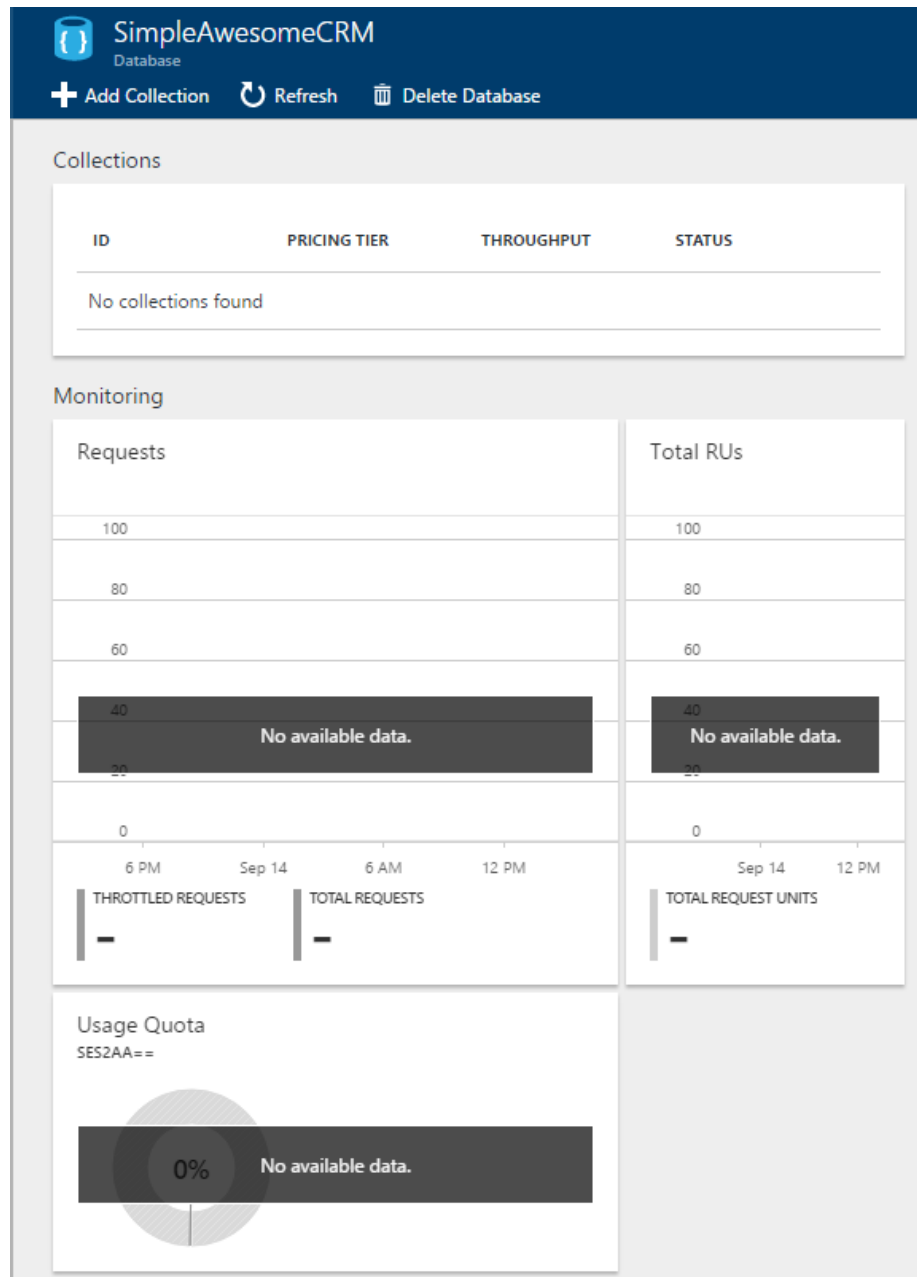 { }
SimpleAwesomeCRM
Database
Add Collection Refresh Delete Database
Collections
ID PRICING TIER THROUGHPUT STATUS
No collections found
Monitoring
Requests
100
80
60
40
No available data.
20
0
6 PM Sep 14 6 AM 12 PM
THROTTLED REQUESTS TOTAL REQUESTS
– –
Total RUs
100
80
60
40
No available data.
20
0
Sep 14 12 PM
TOTAL REQUEST UNITS
–
Usage Quota
SES2AA==
0% No available data.